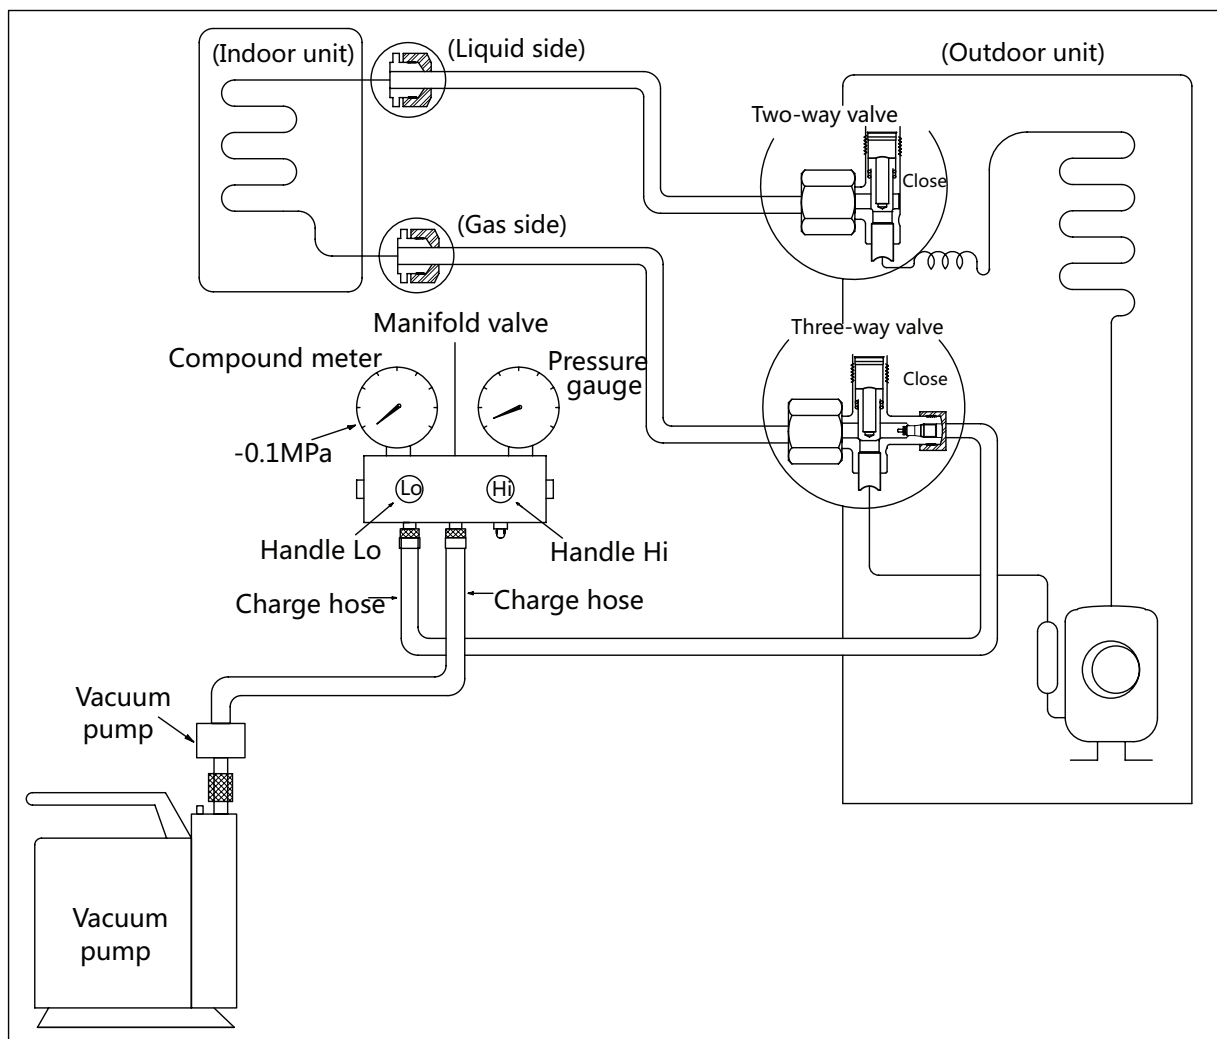 (Indoor unit)
(Liquid side)
(Outdoor unit)
Two-way valve
Close
(Gas side)
Manifold valve
Three-way valve
Compound meter
Pressure
gauge
Close
-0.1MPa
Lo
Hi
Handle Lo
Handle Hi
Charge hose
Charge hose
Vacuum
pump
Vacuum
pump